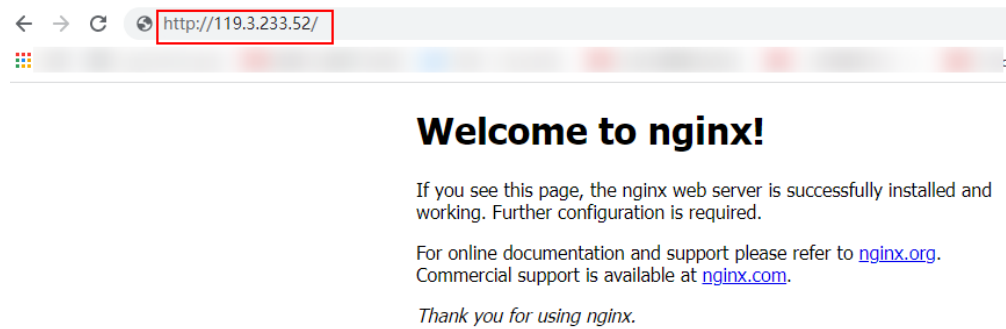 http://119.3.233.52/
Welcome to nginx!
If you see this page, the nginx web server is successfully installed and
working. Further configuration is required.
For online documentation and support please refer to nginx.org.
Commercial support is available at nginx.com.
Thank you for using nginx.